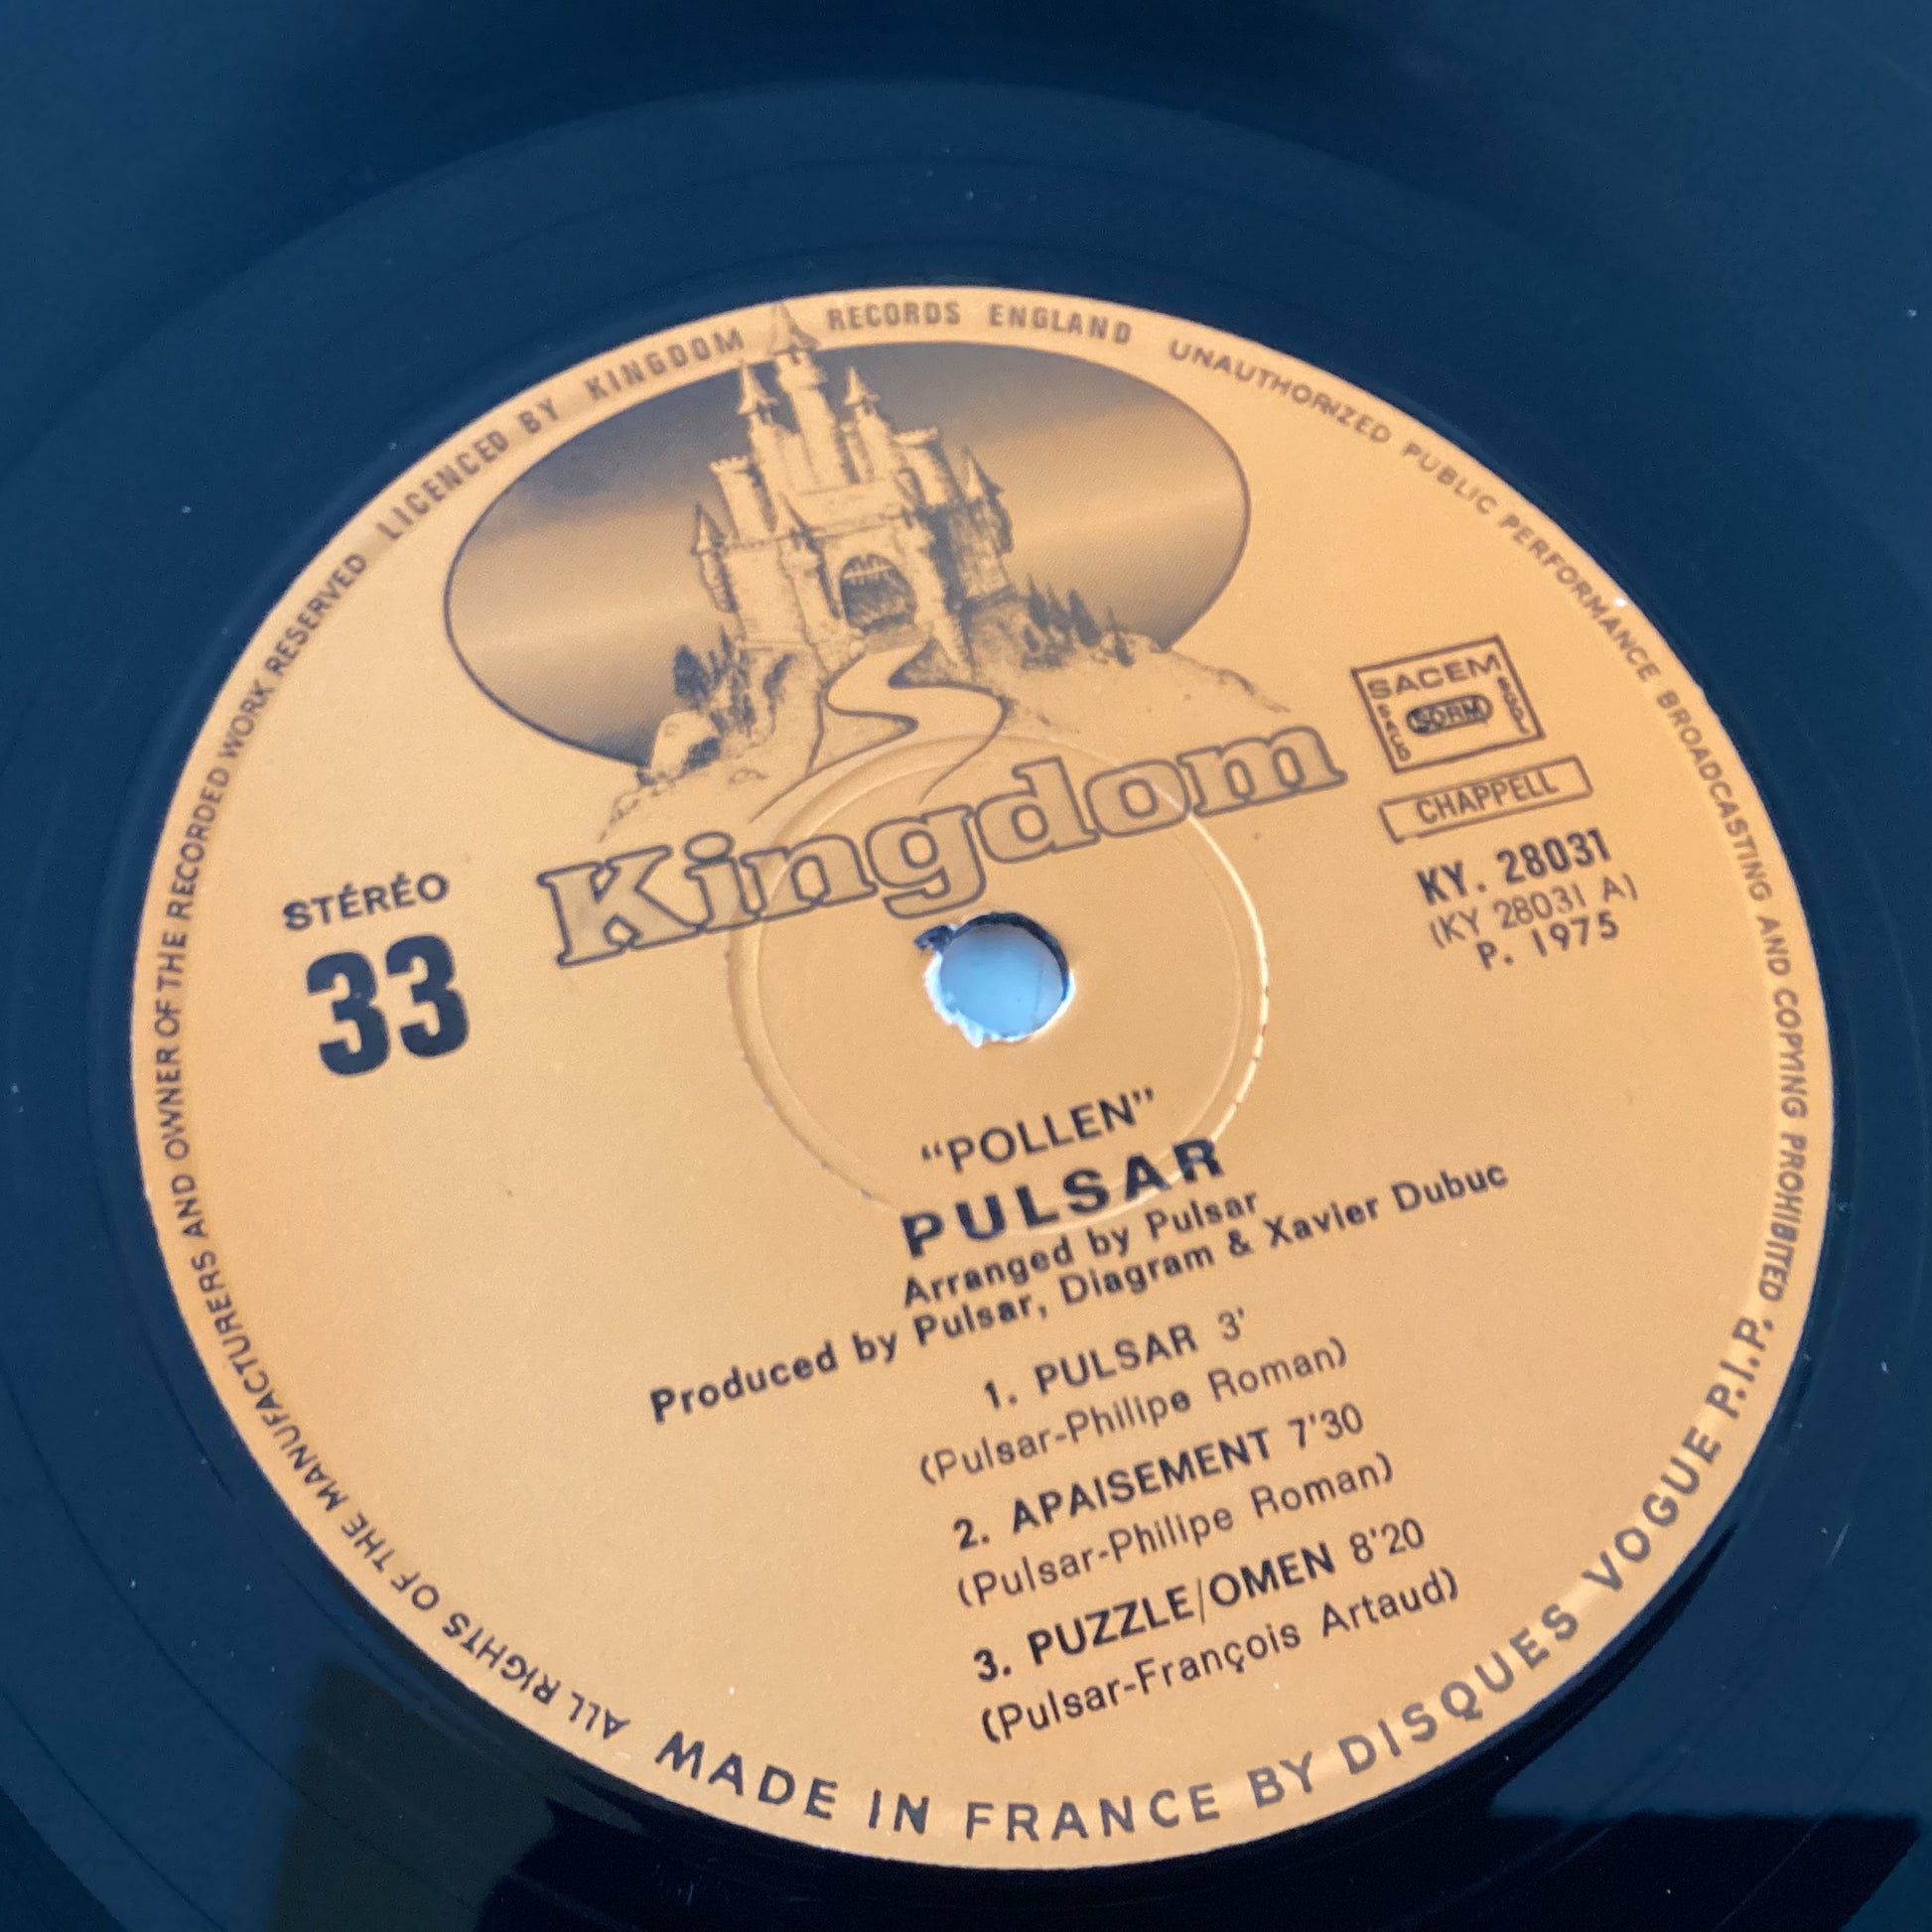 ALL RIGHTS OF THE MANUFACTURERS AND OWNER OF THE RECORDED WORK RESERVED LICENCED BY KINGDOM RECORDS ENGLAND UNAUTHORIZED PUBLIC PERFORMANCE BROADCASTING AND COPYING PROHIBITED
Kingdom
SACEM
SDRM
CHAPPELL
KY. 28031
(KY 28031 A)
P. 1975
STÉRÉO
33
“POLLEN”
PULSAR
Arranged by Pulsar
Produced by Pulsar, Diagram & Xavier Dubuc
1. PULSAR 3'
(Pulsar-Philipe Roman)
2. APAISEMENT 7'30
(Pulsar-Philipe Roman)
3. PUZZLE/OMEN 8'20
(Pulsar-François Artaud)
MADE IN FRANCE BY DISQUES VOGUE P.I.P.